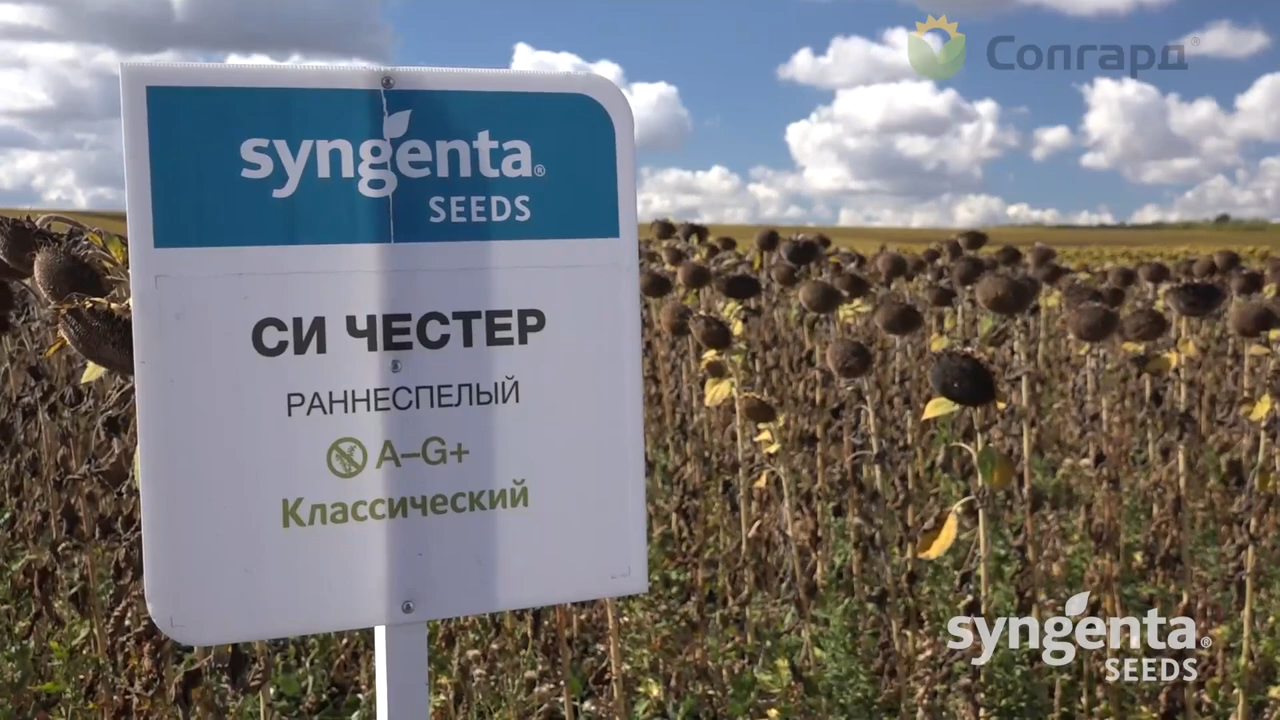 Солгард®
syngenta®
SEEDS
СИ ЧЕСТЕР
РАННЕСПЕЛЫЙ
A–G+
Классический
syngenta®
SEEDS